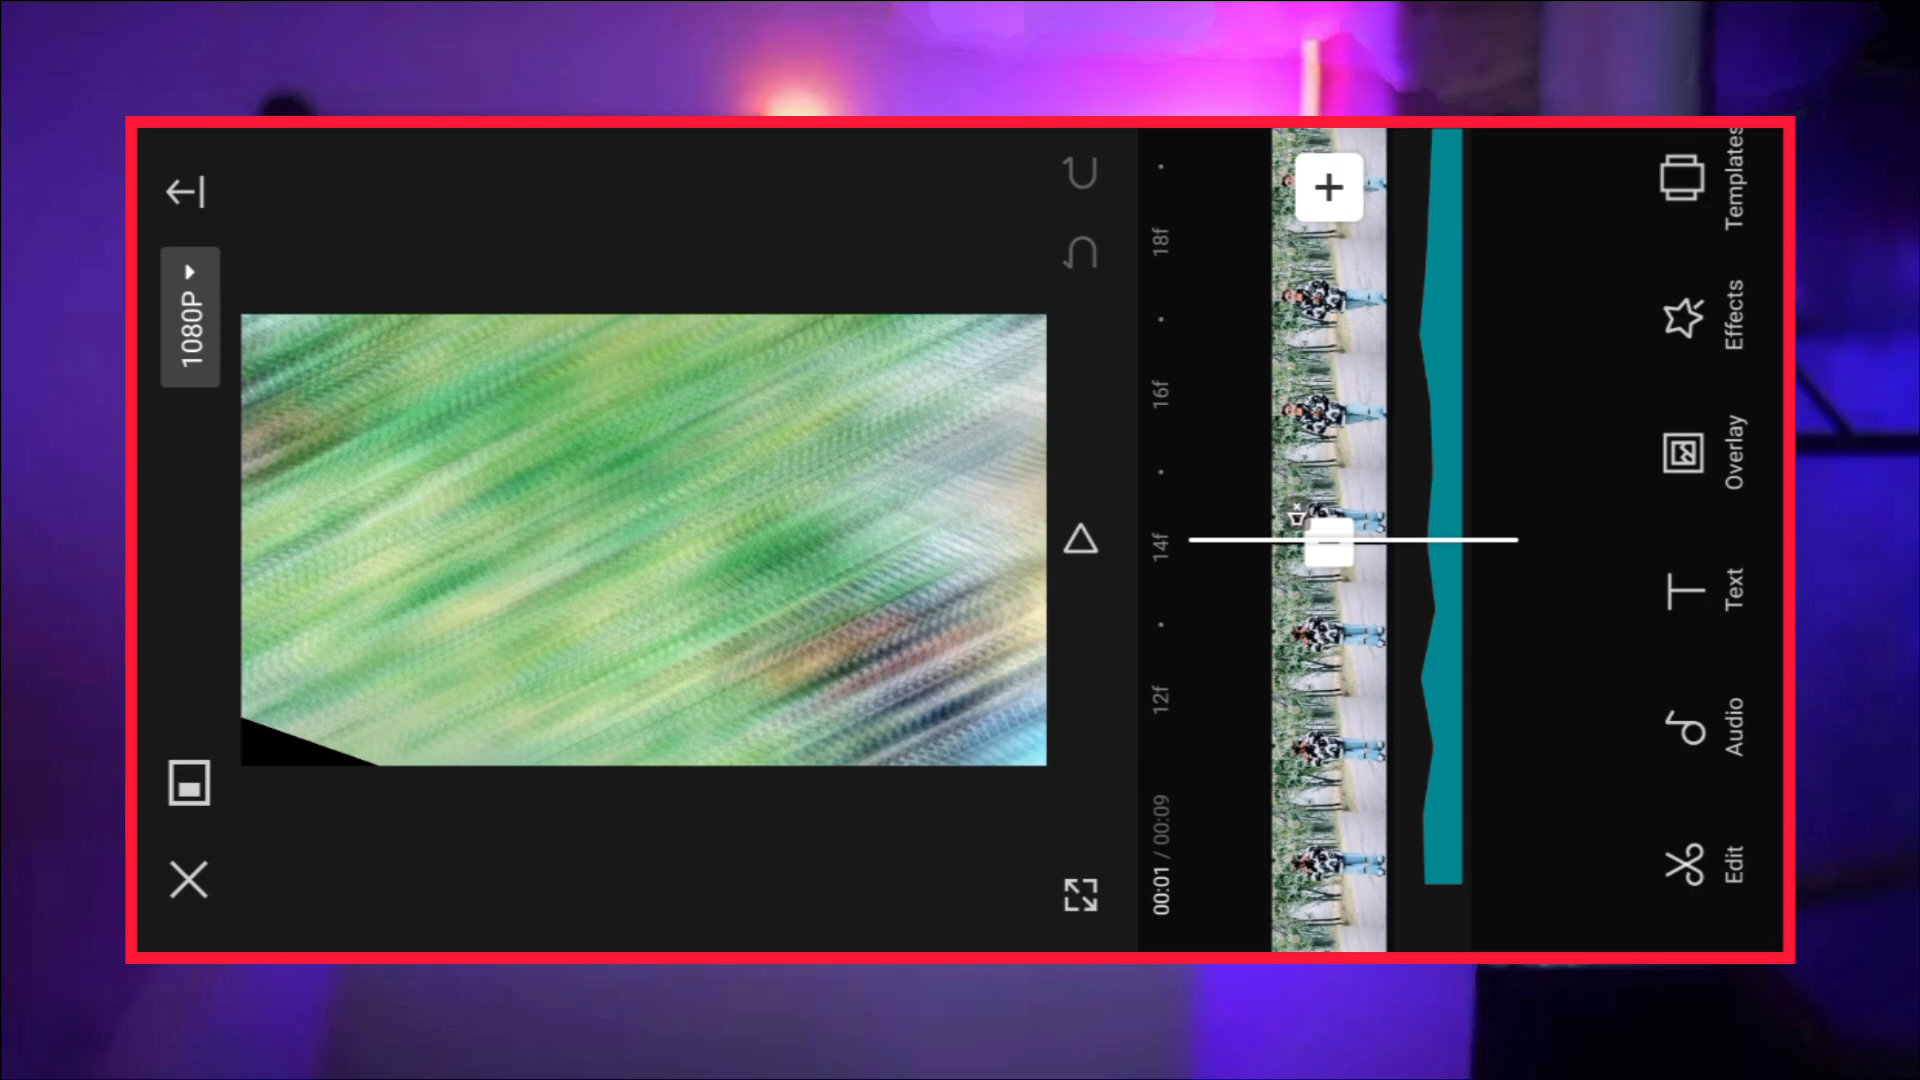 1080P
00:01 / 00:09
12f
14f
16f
18f
Edit
Audio
Text
Overlay
Effects
Templates